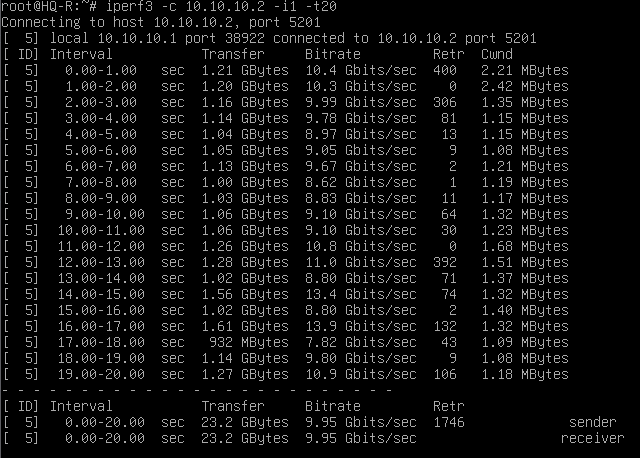 root@HQ-R:~# iperf3 -c 10.10.10.2 -i1 -t20
Connecting to host 10.10.10.2, port 5201
[  5] local 10.10.10.1 port 38922 connected to 10.10.10.2 port 5201
[ ID] Interval           Transfer     Bitrate         Retr  Cwnd
[  5]   0.00-1.00   sec  1.21 GBytes  10.4 Gbits/sec  400   2.21 MBytes
[  5]   1.00-2.00   sec  1.20 GBytes  10.3 Gbits/sec    0   2.42 MBytes
[  5]   2.00-3.00   sec  1.16 GBytes  9.99 Gbits/sec  306   1.35 MBytes
[  5]   3.00-4.00   sec  1.14 GBytes  9.78 Gbits/sec   81   1.15 MBytes
[  5]   4.00-5.00   sec  1.04 GBytes  8.97 Gbits/sec   13   1.15 MBytes
[  5]   5.00-6.00   sec  1.05 GBytes  9.05 Gbits/sec    9   1.08 MBytes
[  5]   6.00-7.00   sec  1.13 GBytes  9.67 Gbits/sec    2   1.21 MBytes
[  5]   7.00-8.00   sec  1.00 GBytes  8.62 Gbits/sec    1   1.19 MBytes
[  5]   8.00-9.00   sec  1.03 GBytes  8.83 Gbits/sec   11   1.17 MBytes
[  5]   9.00-10.00  sec  1.06 GBytes  9.10 Gbits/sec   64   1.32 MBytes
[  5]  10.00-11.00  sec  1.06 GBytes  9.10 Gbits/sec   30   1.23 MBytes
[  5]  11.00-12.00  sec  1.26 GBytes  10.8 Gbits/sec    0   1.68 MBytes
[  5]  12.00-13.00  sec  1.28 GBytes  11.0 Gbits/sec  392   1.51 MBytes
[  5]  13.00-14.00  sec  1.02 GBytes  8.80 Gbits/sec   71   1.37 MBytes
[  5]  14.00-15.00  sec  1.56 GBytes  13.4 Gbits/sec   74   1.32 MBytes
[  5]  15.00-16.00  sec  1.02 GBytes  8.80 Gbits/sec    2   1.40 MBytes
[  5]  16.00-17.00  sec  1.61 GBytes  13.9 Gbits/sec  132   1.32 MBytes
[  5]  17.00-18.00  sec   932 MBytes  7.82 Gbits/sec   43   1.09 MBytes
[  5]  18.00-19.00  sec  1.14 GBytes  9.80 Gbits/sec    9   1.08 MBytes
[  5]  19.00-20.00  sec  1.27 GBytes  10.9 Gbits/sec  106   1.18 MBytes
- - - - - - - - - - - - - - - - - - - - - - - - -
[ ID] Interval           Transfer     Bitrate         Retr
[  5]   0.00-20.00  sec  23.2 GBytes  9.95 Gbits/sec  1746             sender
[  5]   0.00-20.00  sec  23.2 GBytes  9.95 Gbits/sec                  receiver